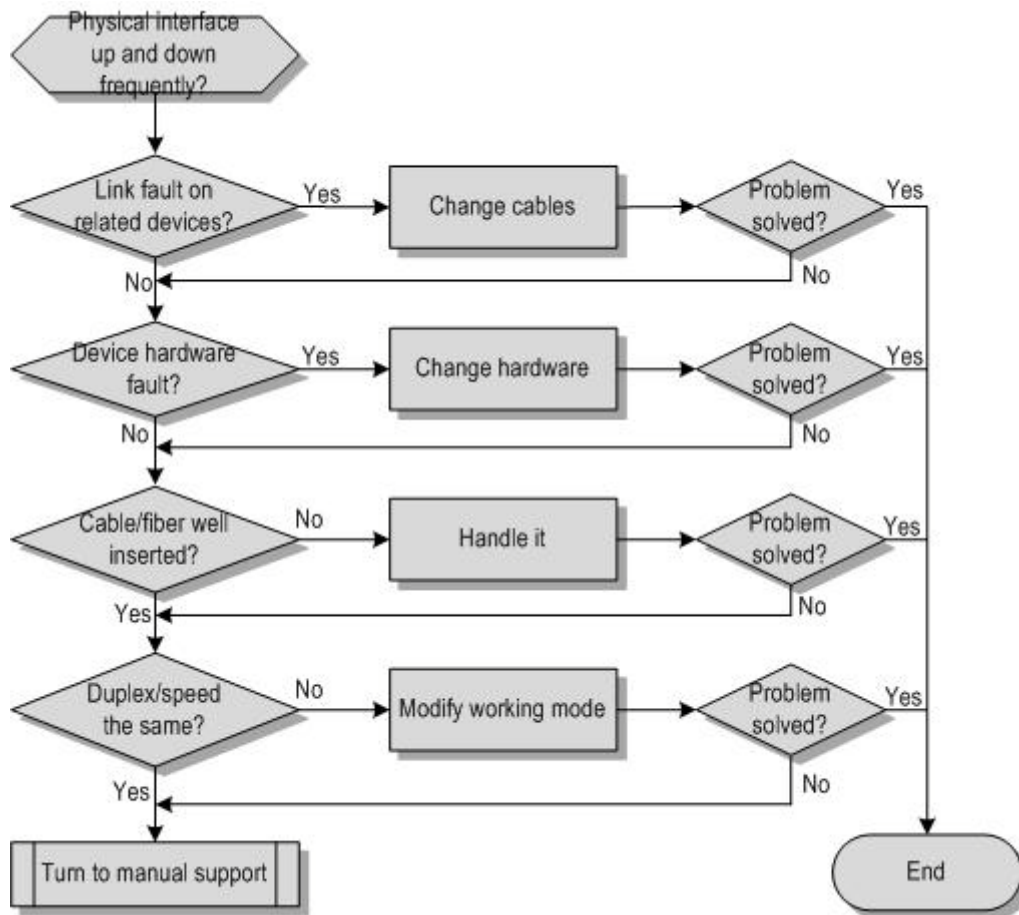 Physical interface
up and down
frequently?
Link fault on
related devices?
Yes
Change cables
Problem
solved?
Yes
No
No
Device hardware
fault?
Yes
Change hardware
Problem
solved?
Yes
No
No
Cable/fiber well
inserted?
No
Handle it
Problem
solved?
Yes
Yes
No
Duplex/speed
the same?
No
Modify working mode
Problem
solved?
Yes
Yes
No
Turn to manual support
End